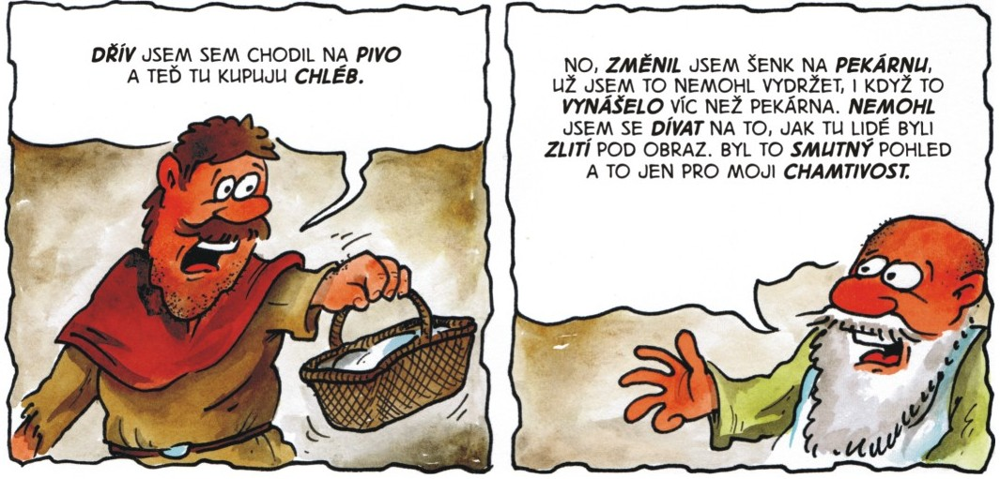 DŘÍV JSEM SEM CHODIL NA PIVO
A TEĎ TU KUPUJU CHLÉB.
NO, ZMĚNIL JSEM ŠENK NA PEKÁRNU,
UŽ JSEM TO NEMOHL VYDRŽET, I KDYŽ TO
VYNÁŠELO VÍC NEŽ PEKÁRNA. NEMOHL
JSEM SE DÍVAT NA TO, JAK TU LIDÉ BYLI
ZLITÍ POD OBRAZ. BYL TO SMUTNÝ POHLED
A TO JEN PRO MOJI CHAMTIVOST.